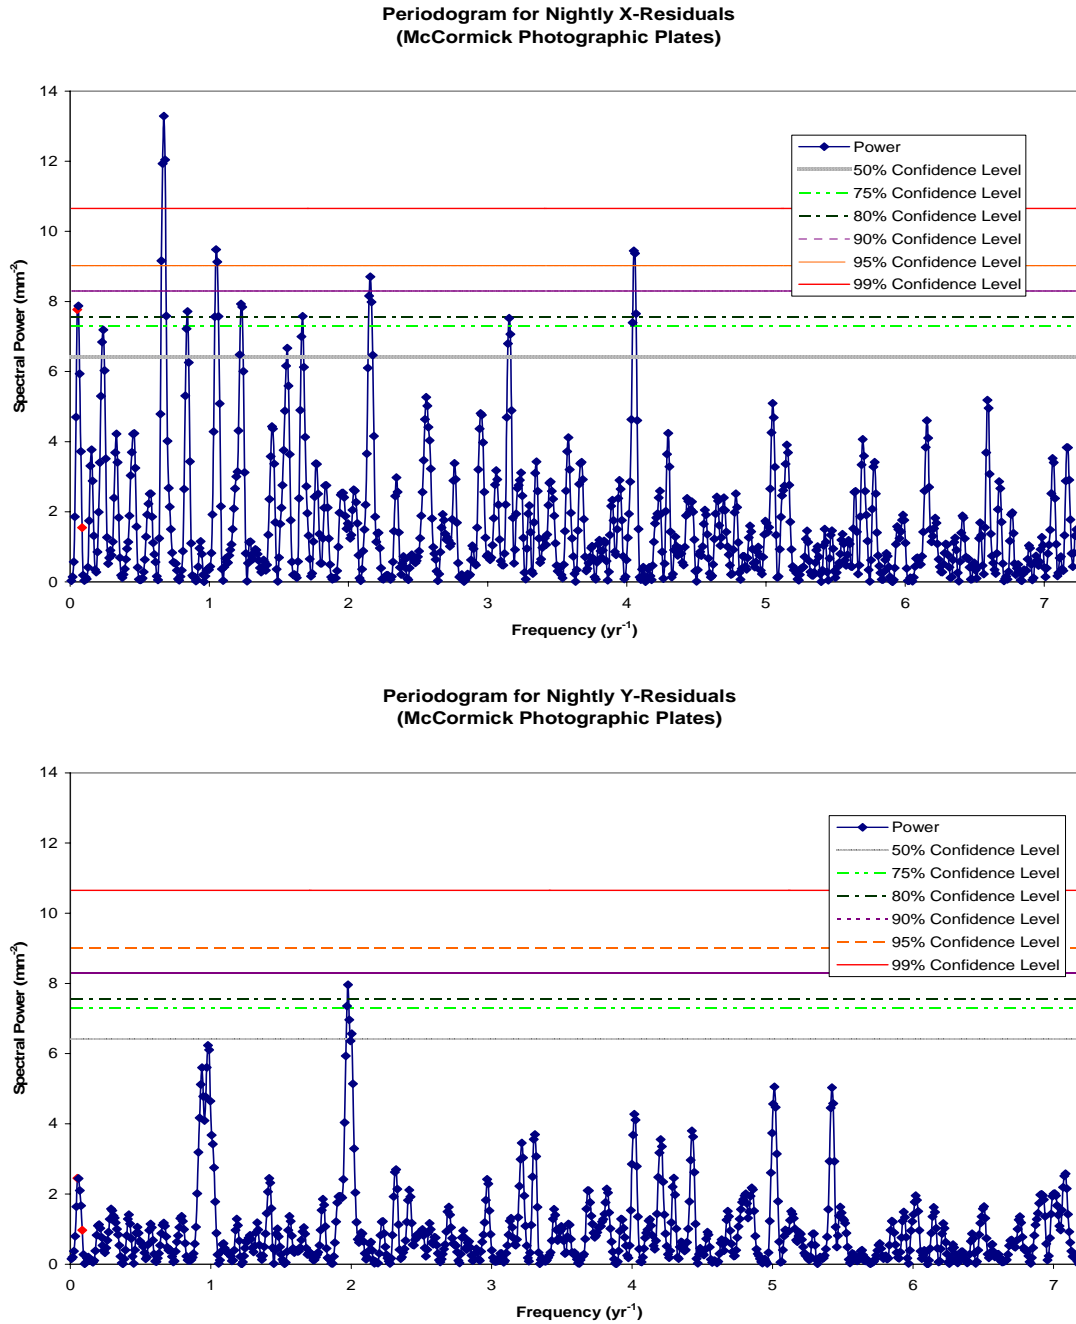 Periodogram for Nightly X-Residuals
(McCormick Photographic Plates)
14
12
10
8
6
4
2
0
Spectral Power (mm-2)
Power
50% Confidence Level
75% Confidence Level
80% Confidence Level
90% Confidence Level
95% Confidence Level
99% Confidence Level
0 1 2 3 4 5 6 7
Frequency (yr-1)
Periodogram for Nightly Y-Residuals
(McCormick Photographic Plates)
14
12
10
8
6
4
2
0
Spectral Power (mm-2)
Power
50% Confidence Level
75% Confidence Level
80% Confidence Level
90% Confidence Level
95% Confidence Level
99% Confidence Level
0 1 2 3 4 5 6 7
Frequency (yr-1)